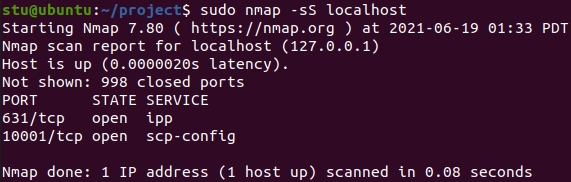 stu@ubuntu:~/project$ sudo nmap -sS localhost
Starting Nmap 7.80 ( https://nmap.org ) at 2021-06-19 01:33 PDT
Nmap scan report for localhost (127.0.0.1)
Host is up (0.0000020s latency).
Not shown: 998 closed ports
PORT      STATE SERVICE
631/tcp   open  ipp
10001/tcp open  scp-config
Nmap done: 1 IP address (1 host up) scanned in 0.08 seconds